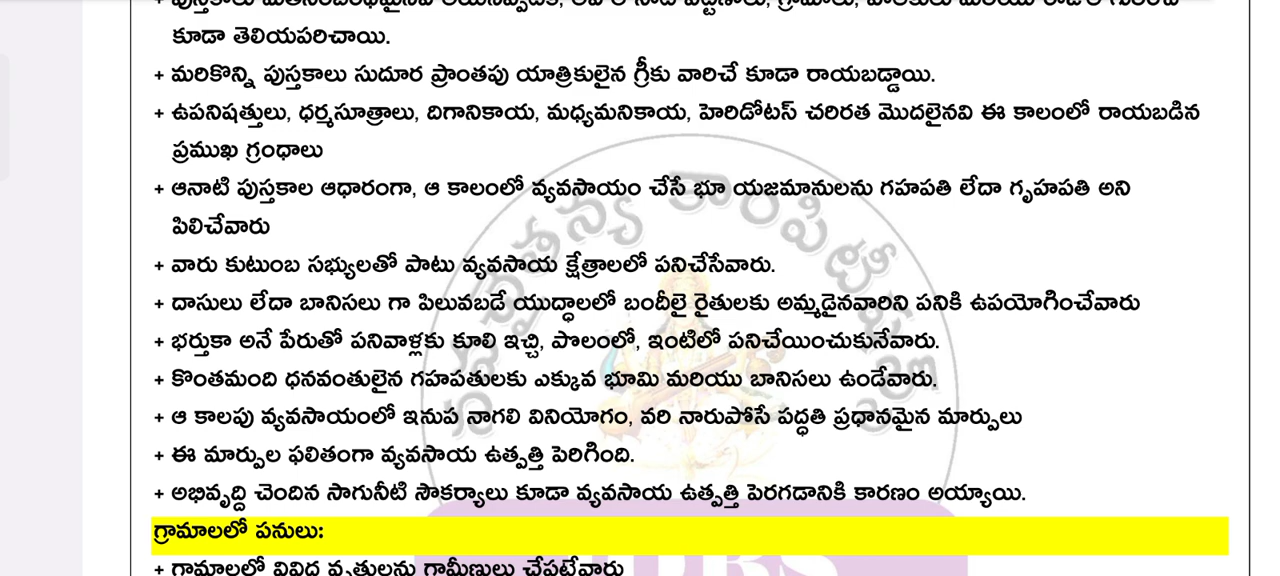 కూడా తెలియపరిచాయి.
+ మరికొన్ని పుస్తకాలు సుదూర ప్రాంతపు యాత్రికులైన గ్రీకు వారిచే కూడా రాయబడ్డాయి.
+ ఉపనిషత్తులు, ధర్మసూత్రాలు, దిగానికాయ, మధ్యమనికాయ, హెరిడోటస్ చరిరత మొదలైనవి ఈ కాలంలో రాయబడిన
ప్రముఖ గ్రంధాలు
+ ఆనాటి పుస్తకాల ఆధారంగా, ఆ కాలంలో వ్యవసాయం చేసే భూ యజమానులను గహపతి లేదా గృహపతి అని
పిలిచేవారు
+ వారు కుటుంబ సభ్యులతో పాటు వ్యవసాయ క్షేత్రాలలో పనిచేసేవారు.
+ దాసులు లేదా బానిసలు గా పిలువబడే యుద్ధాలలో బందీలై రైతులకు అమ్మడైనవారిని పనికి ఉపయోగించేవారు
+ భర్తుకా అనే పేరుతో పనివాళ్లకు కూలి ఇచ్చి, పొలంలో, ఇంటిలో పనిచేయించుకునేవారు.
+ కొంతమంది ధనవంతులైన గహపతులకు ఎక్కువ భూమి మరియు బానిసలు ఉండేవారు.
+ ఆ కాలపు వ్యవసాయంలో ఇనుప నాగలి వినియోగం, వరి నారుపోసే పద్ధతి ప్రధానమైన మార్పులు
+ ఈ మార్పుల ఫలితంగా వ్యవసాయ ఉత్పత్తి పెరిగింది.
+ అభివృద్ది చెందిన సాగునీటి సౌకర్యాలు కూడా వ్యవసాయ ఉత్పత్తి పెరగడానికి కారణం అయ్యాయి.
గ్రామాలలో పనులు:
+ గ్రామాలలో వివిధ వృత్తులను గ్రామీణులు చేపట్టేవారు